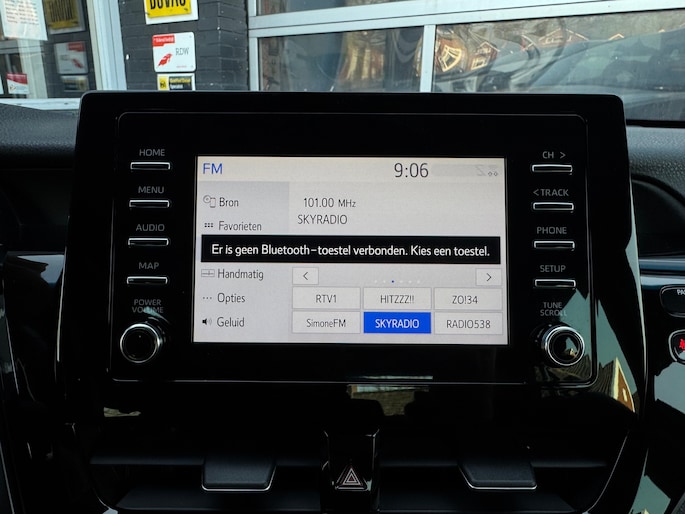 BOVAG
RDW
HOME
MENU
AUDIO
MAP
POWER
VOLUME
FM
9:06
Bron
101.00 MHz
SKYRADIO
Favorieten
Er is geen Bluetooth-toestel verbonden. Kies een toestel.
Handmatig
< >
Opties
RTV1
HITZZZ!!
ZO!34
Geluid
SimoneFM
SKYRADIO
RADIO538
CH >
< TRACK
PHONE
SETUP
TUNE
SCROLL